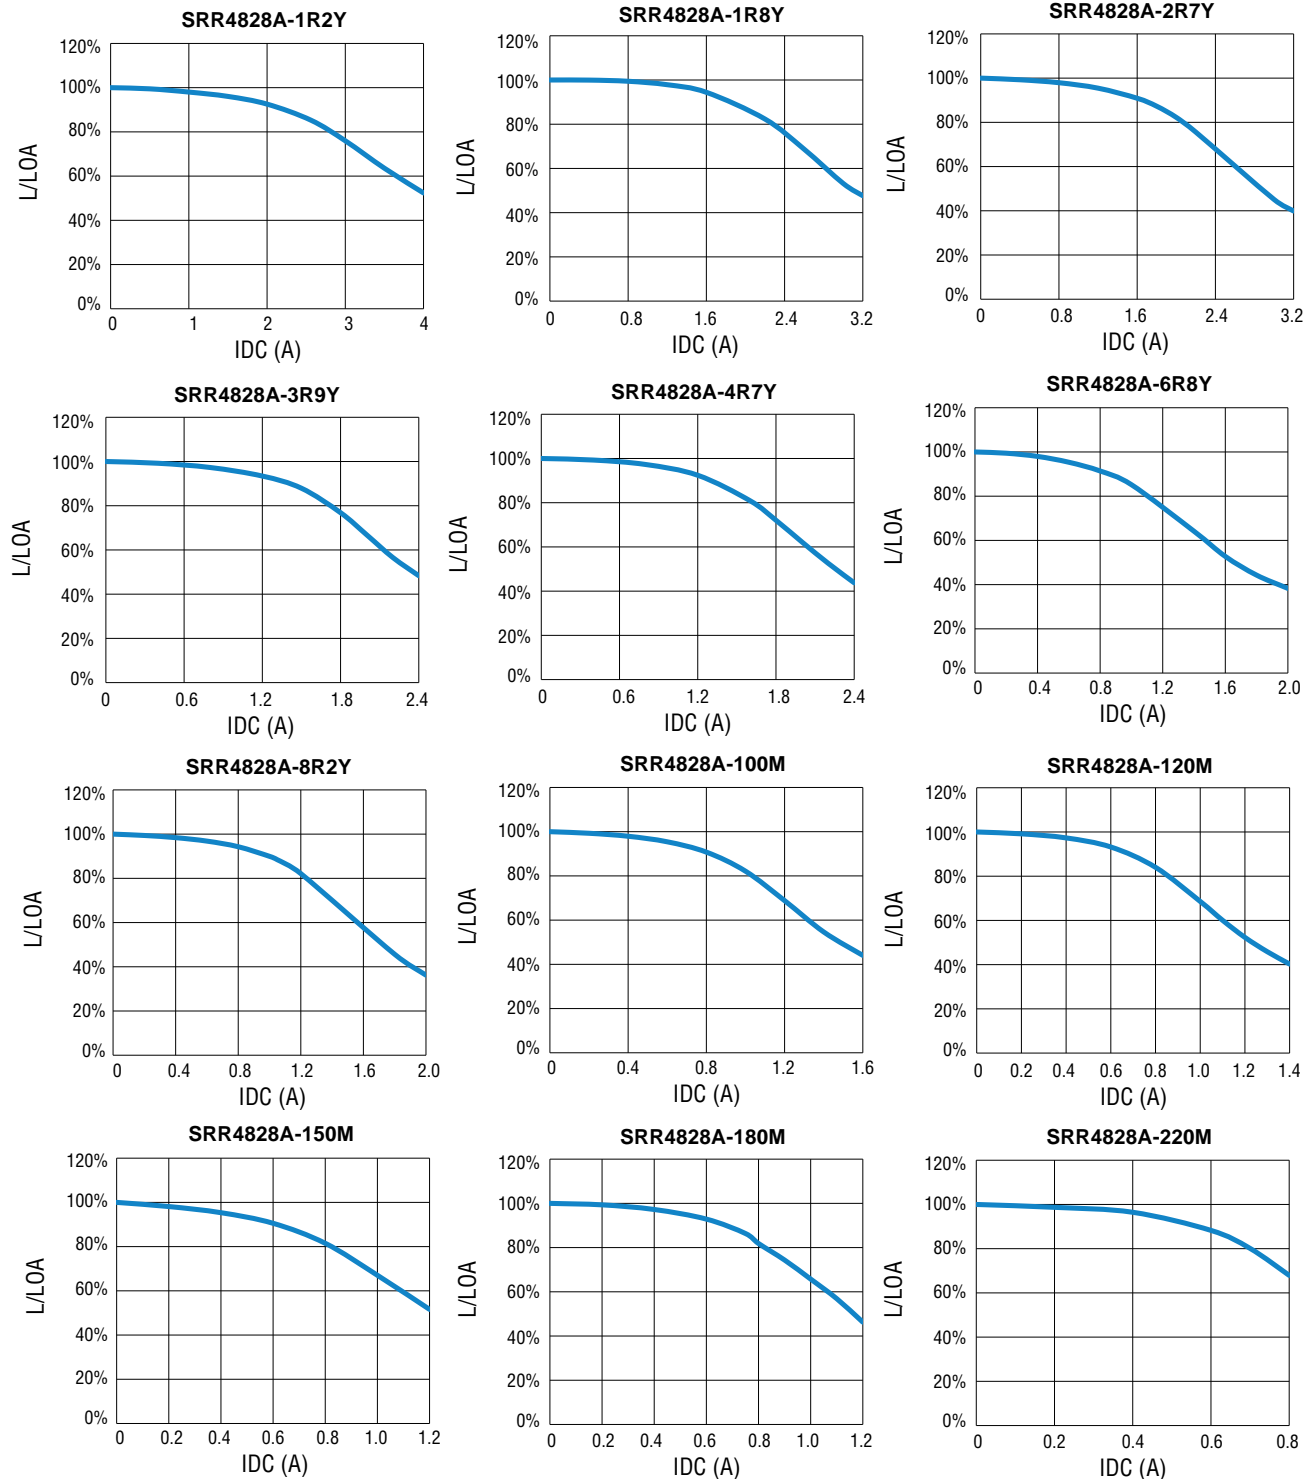 SRR4828A-1R2Y
120%
100%
80%
60%
40%
20%
0%
L/LOA
0 1 2 3 4
IDC (A)
SRR4828A-1R8Y
120%
100%
80%
60%
40%
20%
0%
L/LOA
0 0.8 1.6 2.4 3.2
IDC (A)
SRR4828A-2R7Y
120%
100%
80%
60%
40%
20%
0%
L/LOA
0 0.8 1.6 2.4 3.2
IDC (A)
SRR4828A-3R9Y
120%
100%
80%
60%
40%
20%
0%
L/LOA
0 0.6 1.2 1.8 2.4
IDC (A)
SRR4828A-4R7Y
120%
100%
80%
60%
40%
20%
0%
L/LOA
0 0.6 1.2 1.8 2.4
IDC (A)
SRR4828A-6R8Y
120%
100%
80%
60%
40%
20%
0%
L/LOA
0 0.4 0.8 1.2 1.6 2.0
IDC (A)
SRR4828A-8R2Y
120%
100%
80%
60%
40%
20%
0%
L/LOA
0 0.4 0.8 1.2 1.6 2.0
IDC (A)
SRR4828A-100M
120%
100%
80%
60%
40%
20%
0%
L/LOA
0 0.4 0.8 1.2 1.6
IDC (A)
SRR4828A-120M
120%
100%
80%
60%
40%
20%
0%
L/LOA
0 0.2 0.4 0.6 0.8 1.0 1.2 1.4
IDC (A)
SRR4828A-150M
120%
100%
80%
60%
40%
20%
0%
L/LOA
0 0.2 0.4 0.6 0.8 1.0 1.2
IDC (A)
SRR4828A-180M
120%
100%
80%
60%
40%
20%
0%
L/LOA
0 0.2 0.4 0.6 0.8 1.0 1.2
IDC (A)
SRR4828A-220M
120%
100%
80%
60%
40%
20%
0%
L/LOA
0 0.2 0.4 0.6 0.8
IDC (A)